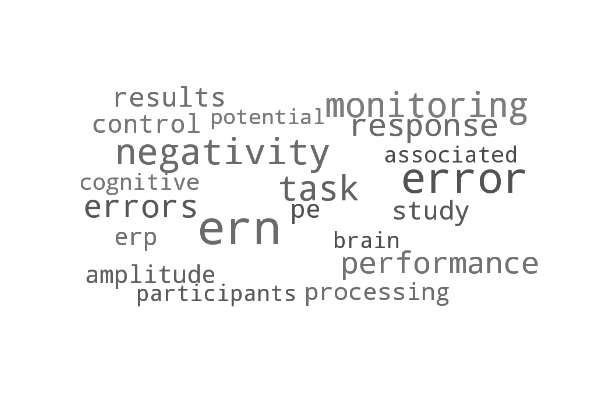 results
monitoring
control
potential
response
negativity
associated
cognitive
task
error
errors
pe
study
ern
erp
brain
performance
amplitude
participants
processing